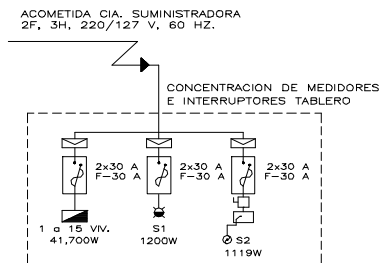 ACOMETIDA CIA. SUMINISTRADORA
2F, 3H, 220/127 V, 60 HZ.
CONCENTRACION DE MEDIDORES
E INTERRUPTORES TABLERO
2x30 A
F-30 A
2x30 A
F-30 A
2x30 A
F-30 A
1 a 15 VIV.
41,700W
S1
1200W
S2
1119W